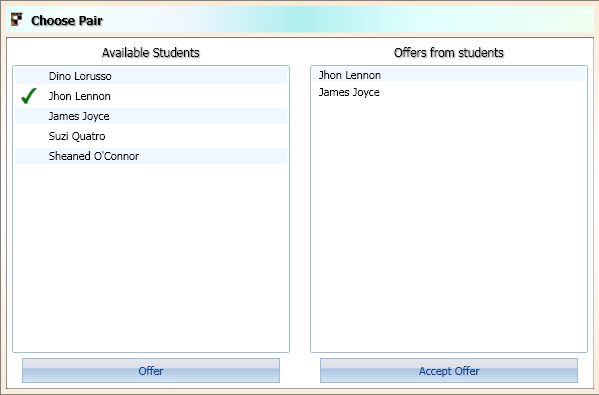 Choose Pair
Available Students
Dino Lorusso
Jhon Lennon
James Joyce
Suzi Quatro
Sheaned O'Connor
Offer
Offers from students
Jhon Lennon
James Joyce
Accept Offer